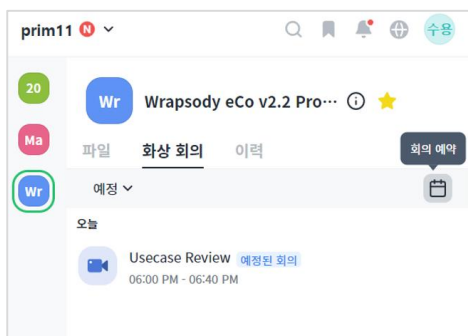 prim11 N
수용
20
Wr Wrapsody eCo v2.2 Pro···
Ma
파일 화상 회의 이력
회의 예약
Wr
예정
오늘
Usecase Review 예정된 회의
06:00 PM - 06:40 PM